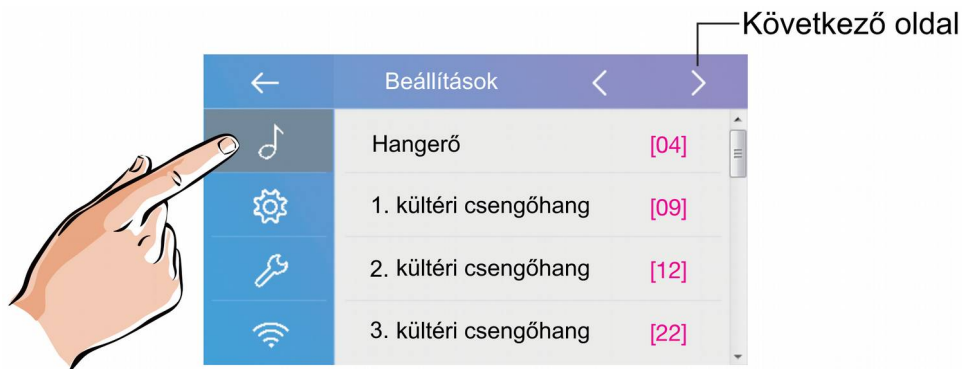 Következő oldal
Beállítások
Hangerő [04]
1. kültéri csengőhang [09]
2. kültéri csengőhang [12]
3. kültéri csengőhang [22]